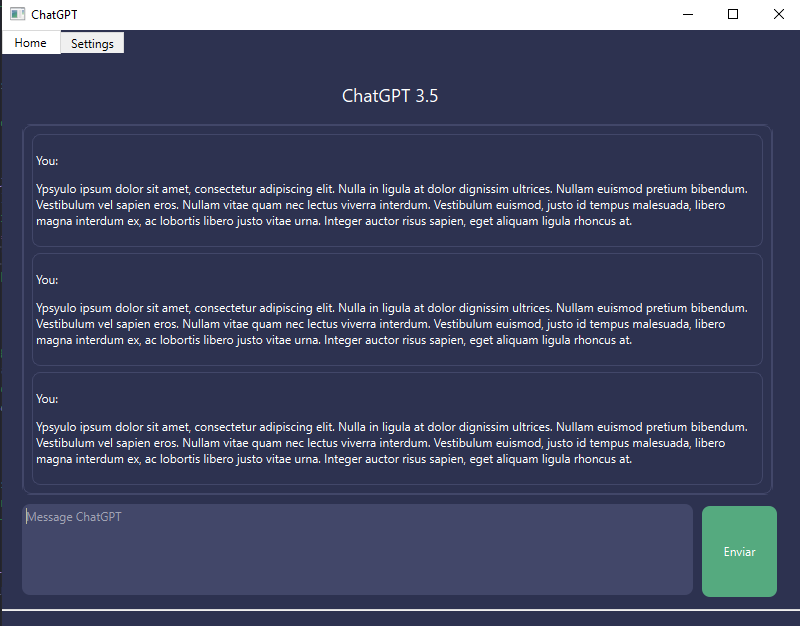 ChatGPT
Home Settings
ChatGPT 3.5
You:
Ypsyulo ipsum dolor sit amet, consectetur adipiscing elit. Nulla in ligula at dolor dignissim ultrices. Nullam euismod pretium bibendum.
Vestibulum vel sapien eros. Nullam vitae quam nec lectus viverra interdum. Vestibulum euismod, justo id tempus malesuada, libero
magna interdum ex, ac lobortis libero justo vitae urna. Integer auctor risus sapien, eget aliquam ligula rhoncus at.
You:
Ypsyulo ipsum dolor sit amet, consectetur adipiscing elit. Nulla in ligula at dolor dignissim ultrices. Nullam euismod pretium bibendum.
Vestibulum vel sapien eros. Nullam vitae quam nec lectus viverra interdum. Vestibulum euismod, justo id tempus malesuada, libero
magna interdum ex, ac lobortis libero justo vitae urna. Integer auctor risus sapien, eget aliquam ligula rhoncus at.
You:
Ypsyulo ipsum dolor sit amet, consectetur adipiscing elit. Nulla in ligula at dolor dignissim ultrices. Nullam euismod pretium bibendum.
Vestibulum vel sapien eros. Nullam vitae quam nec lectus viverra interdum. Vestibulum euismod, justo id tempus malesuada, libero
magna interdum ex, ac lobortis libero justo vitae urna. Integer auctor risus sapien, eget aliquam ligula rhoncus at.
Message ChatGPT
Enviar